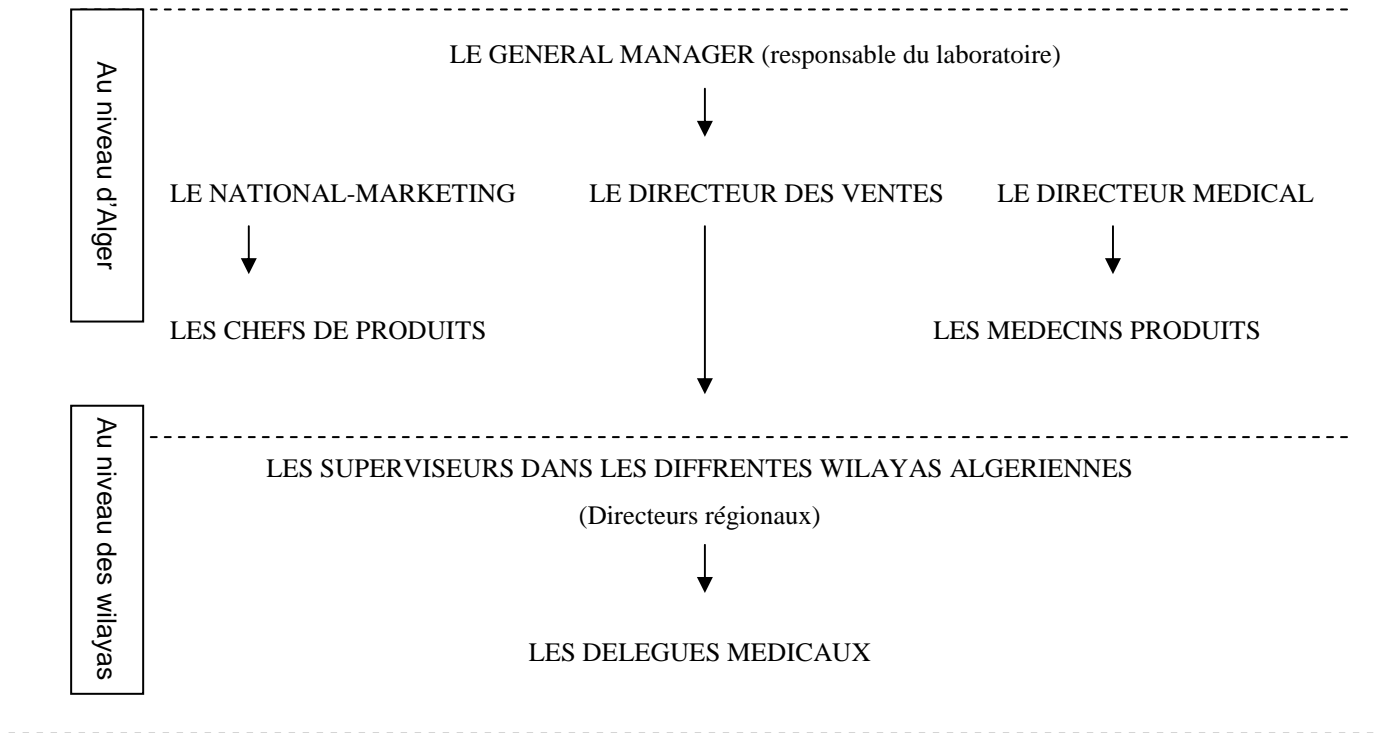 Au niveau d'Alger
LE GENERAL MANAGER (responsable du laboratoire)
LE NATIONAL-MARKETING LE DIRECTEUR DES VENTES LE DIRECTEUR MEDICAL
LES CHEFS DE PRODUITS LES MEDECINS PRODUITS
Au niveau des wilayas
LES SUPERVISEURS DANS LES DIFFRENTES WILAYAS ALGERIENNES
(Directeurs régionaux)
LES DELEGUES MEDICAUX